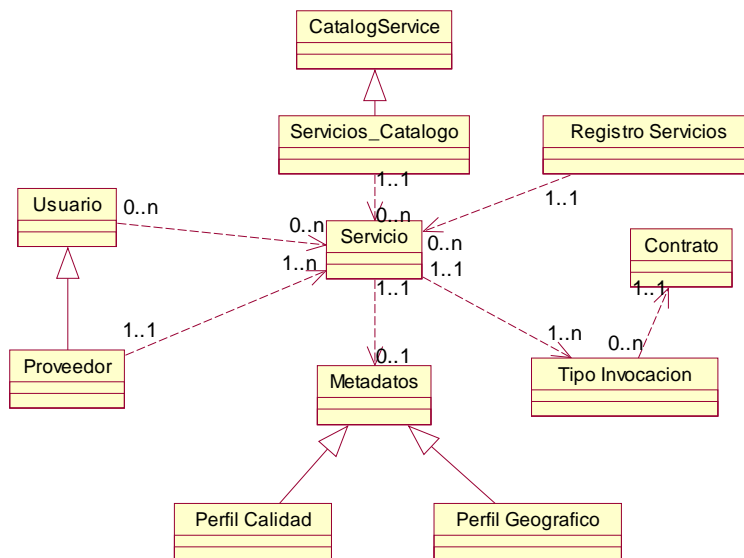 CatalogService
Servicios_Catalogo
Registro Servicios
1..1
1..1
Usuario
0..n
0..n
0..n
Servicio
0..n
Contrato
1..n
1..1
1..1
1..1
1..1
1..n
0..n
0..1
Proveedor
Metadatos
Tipo Invocacion
Perfil Calidad
Perfil Geografico